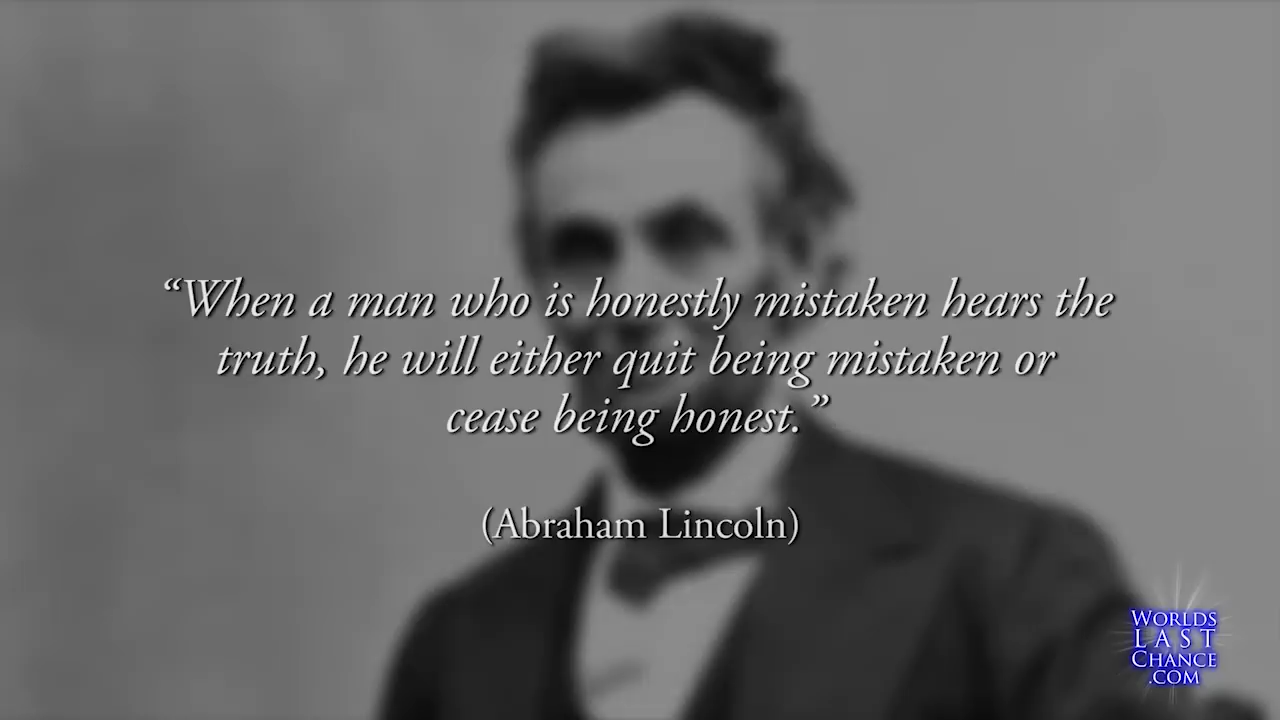 “When a man who is honestly mistaken hears the
truth, he will either quit being mistaken or
cease being honest.”
(Abraham Lincoln)
WORLDS
LAST
CHANCE
.COM